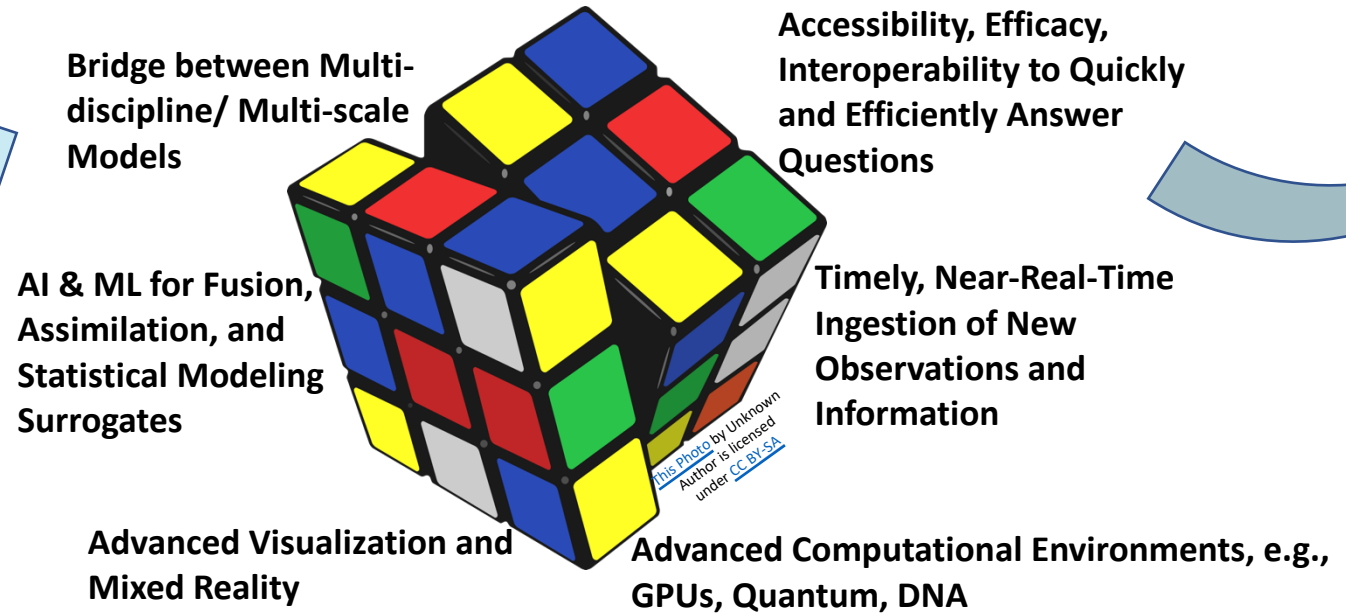 Bridge between Multi-
discipline/ Multi-scale
Models
Accessibility, Efficacy,
Interoperability to Quickly
and Efficiently Answer
Questions
AI & ML for Fusion,
Assimilation, and
Statistical Modeling
Surrogates
Timely, Near-Real-Time
Ingestion of New
Observations and
Information
This Photo by Unknown
Author is licensed
under CC BY-SA
Advanced Visualization and
Mixed Reality
Advanced Computational Environments, e.g.,
GPUs, Quantum, DNA